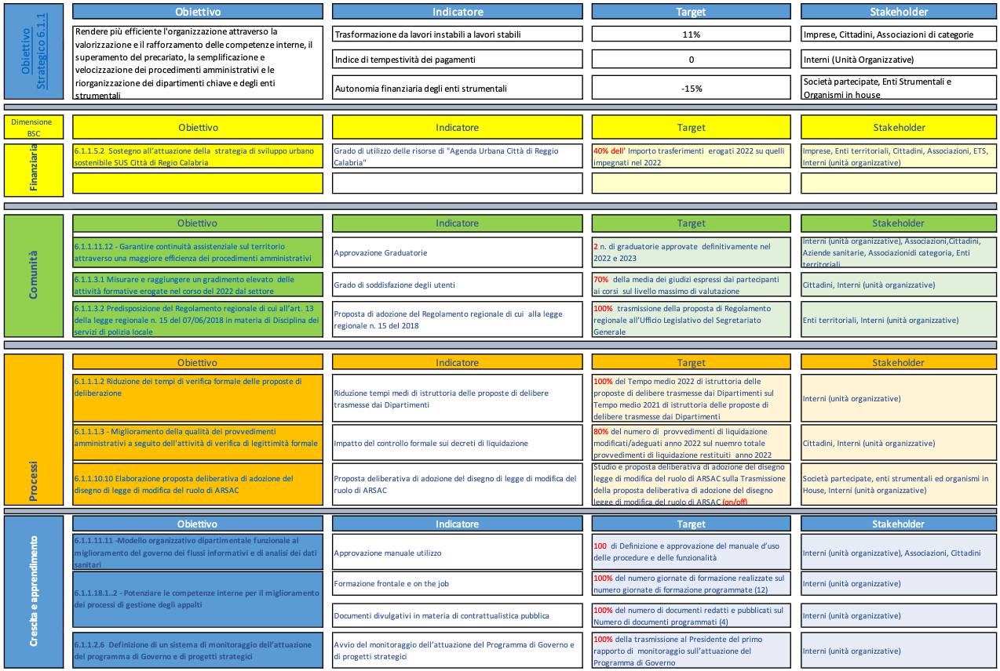 Obiettivo
Strategico 6.1.1
Obiettivo
Indicatore
Target
Stakeholder
Rendere più efficiente l'organizzazione attraverso la
valorizzazione e il rafforzamento delle competenze interne, il
superamento del precariato, la semplificazione e
velocizzazione dei procedimenti amministrativi e le
riorganizzazione dei dipartimenti chiave e degli enti
strumentali
Trasformazione da lavori instabili a lavori stabili
11%
Imprese, Cittadini, Associazioni di categorie
Indice di tempestività dei pagamenti
0
Interni (Unità Organizzative)
Autonomia finanziaria degli enti strumentali
-15%
Società partecipate, Enti Strumentali e
Organismi in house
Dimensione
BSC
Obiettivo
Indicatore
Target
Stakeholder
Finanziaria
6.1.1.5.2 Sostegno all’attuazione della strategia di sviluppo urbano
sostenibile SUS Città di Regio Calabria
Grado di utilizzo delle risorse di "Agenda Urbana Città di Reggio
Calabria"
40% dell' Importo trasferimenti erogati 2022 su quelli
impegnati nel 2022
Imprese, Enti territoriali, Cittadini, Associazioni, ETS,
Interni (unità organizzative)
Comunità
Obiettivo
Indicatore
Target
Stakeholder
6.1.1.11.12 - Garantire continuità assistenziale sul territorio
attraverso una maggiore efficienza dei procedimenti amministrativi
Approvazione Graduatorie
2 n. di graduatorie approvate definitivamente nel
2022 e 2023
Interni (unità organizzative), Associazioni,Cittadini,
Aziende sanitarie, Associazionidi categoria, Enti
territoriali
6.1.1.3.1 Misurare e raggiungere un gradimento elevato delle
attività formative erogate nel corso del 2022 dal settore
Grado di soddisfazione degli utenti
70% della media dei giudizi espressi dai partecipanti
ai corsi sul livello massimo di valutazione
Cittadini, Interni (unità organizzative)
6.1.1.3.2 Predisposizione del Regolamento regionale di cui all’art. 13
della legge regionale n. 15 del 07/06/2018 in materia di Disciplina dei
servizi di polizia locale
Proposta di adozione del Regolamento regionale di cui alla legge
regionale n. 15 del 2018
100% trasmissione della proposta di Regolamento
regionale all’Ufficio Legislativo del Segretariato
Generale
Enti territoriali, Interni (unità organizzative)
Processi
Obiettivo
Indicatore
Target
Stakeholder
6.1.1.1.2 Riduzione dei tempi di verifica formale delle proposte di
deliberazione
Riduzione tempi medi di istruttoria delle proposte di delibere
trasmesse dai Dipartimenti
100% del Tempo medio 2022 di istruttoria delle
proposte di delibere trasmesse dai Dipartimenti sul
Tempo medio 2021 di istruttoria delle proposte di
delibere trasmesse dai Dipartimenti
Interni (unità organizzative)
6.1.1.1.3 - Miglioramento della qualità dei provvedimenti
amministrativi a seguito dell'attività di verifica di legittimità formale
Impatto del controllo formale sui decreti di liquidazione
80% del numero di provvedimenti di liquidazione
modificati/adeguati anno 2022 sul nuemro totale
provvedimenti di liquidazione restituiti anno 2022
Cittadini, Interni (unità organizzative)
6.1.1.10.10 Elaborazione proposta deliberativa di adozione del
disegno di legge di modifica del ruolo di ARSAC
Proposta deliberativa di adozione del disegno di legge di modifica del
ruolo di ARSAC
Studio e proposta deliberativa di adozione del disegno
legge di modifica del ruolo di ARSAC sulla Trasmissione
della proposta deliberativa di adozione del disegno
legge di modifica del ruolo di ARSAC (on/off)
Società partecipate, enti strumentali ed organismi in
House, Interni (unità organizzative)
Crescita e apprendimento
Obiettivo
Indicatore
Target
Stakeholder
6.1.1.11.11 -Modello organizzativo dipartimentale funzionale al
miglioramento del governo dei flussi informativi e di analisi dei dati
sanitari
Approvazione manuale utilizzo
100 di Definizione e approvazione del manuale d’uso
delle procedure e delle funzionalità
Interni (unità organizzative), Associazioni, Cittadini
6.1.1.18.1..2 - Potenziare le competenze interne per il miglioramento
dei processi di gestione degli appalti
Formazione frontale e on the job
100% del numero giornate di formazione realizzate sul
numero giornate di formazione programmate (12)
Interni (unità organizzative)
Documenti divulgativi in materia di contrattualistica pubblica
100% del numero di documenti redatti e pubblicati sul
Numero di documenti programmati (4)
Interni (unità organizzative)
6.1.1.2.6 Definizione di un sistema di monitoraggio dell’attuazione
del programma di Governo e di progetti strategici
Avvio del monitoraggio dell’attuazione del Programma di Governo e
di progetti strategici
100% della trasmissione al Presidente del primo
rapporto di monitoraggio sull’attuazione del
Programma di Governo
Interni (unità organizzative)